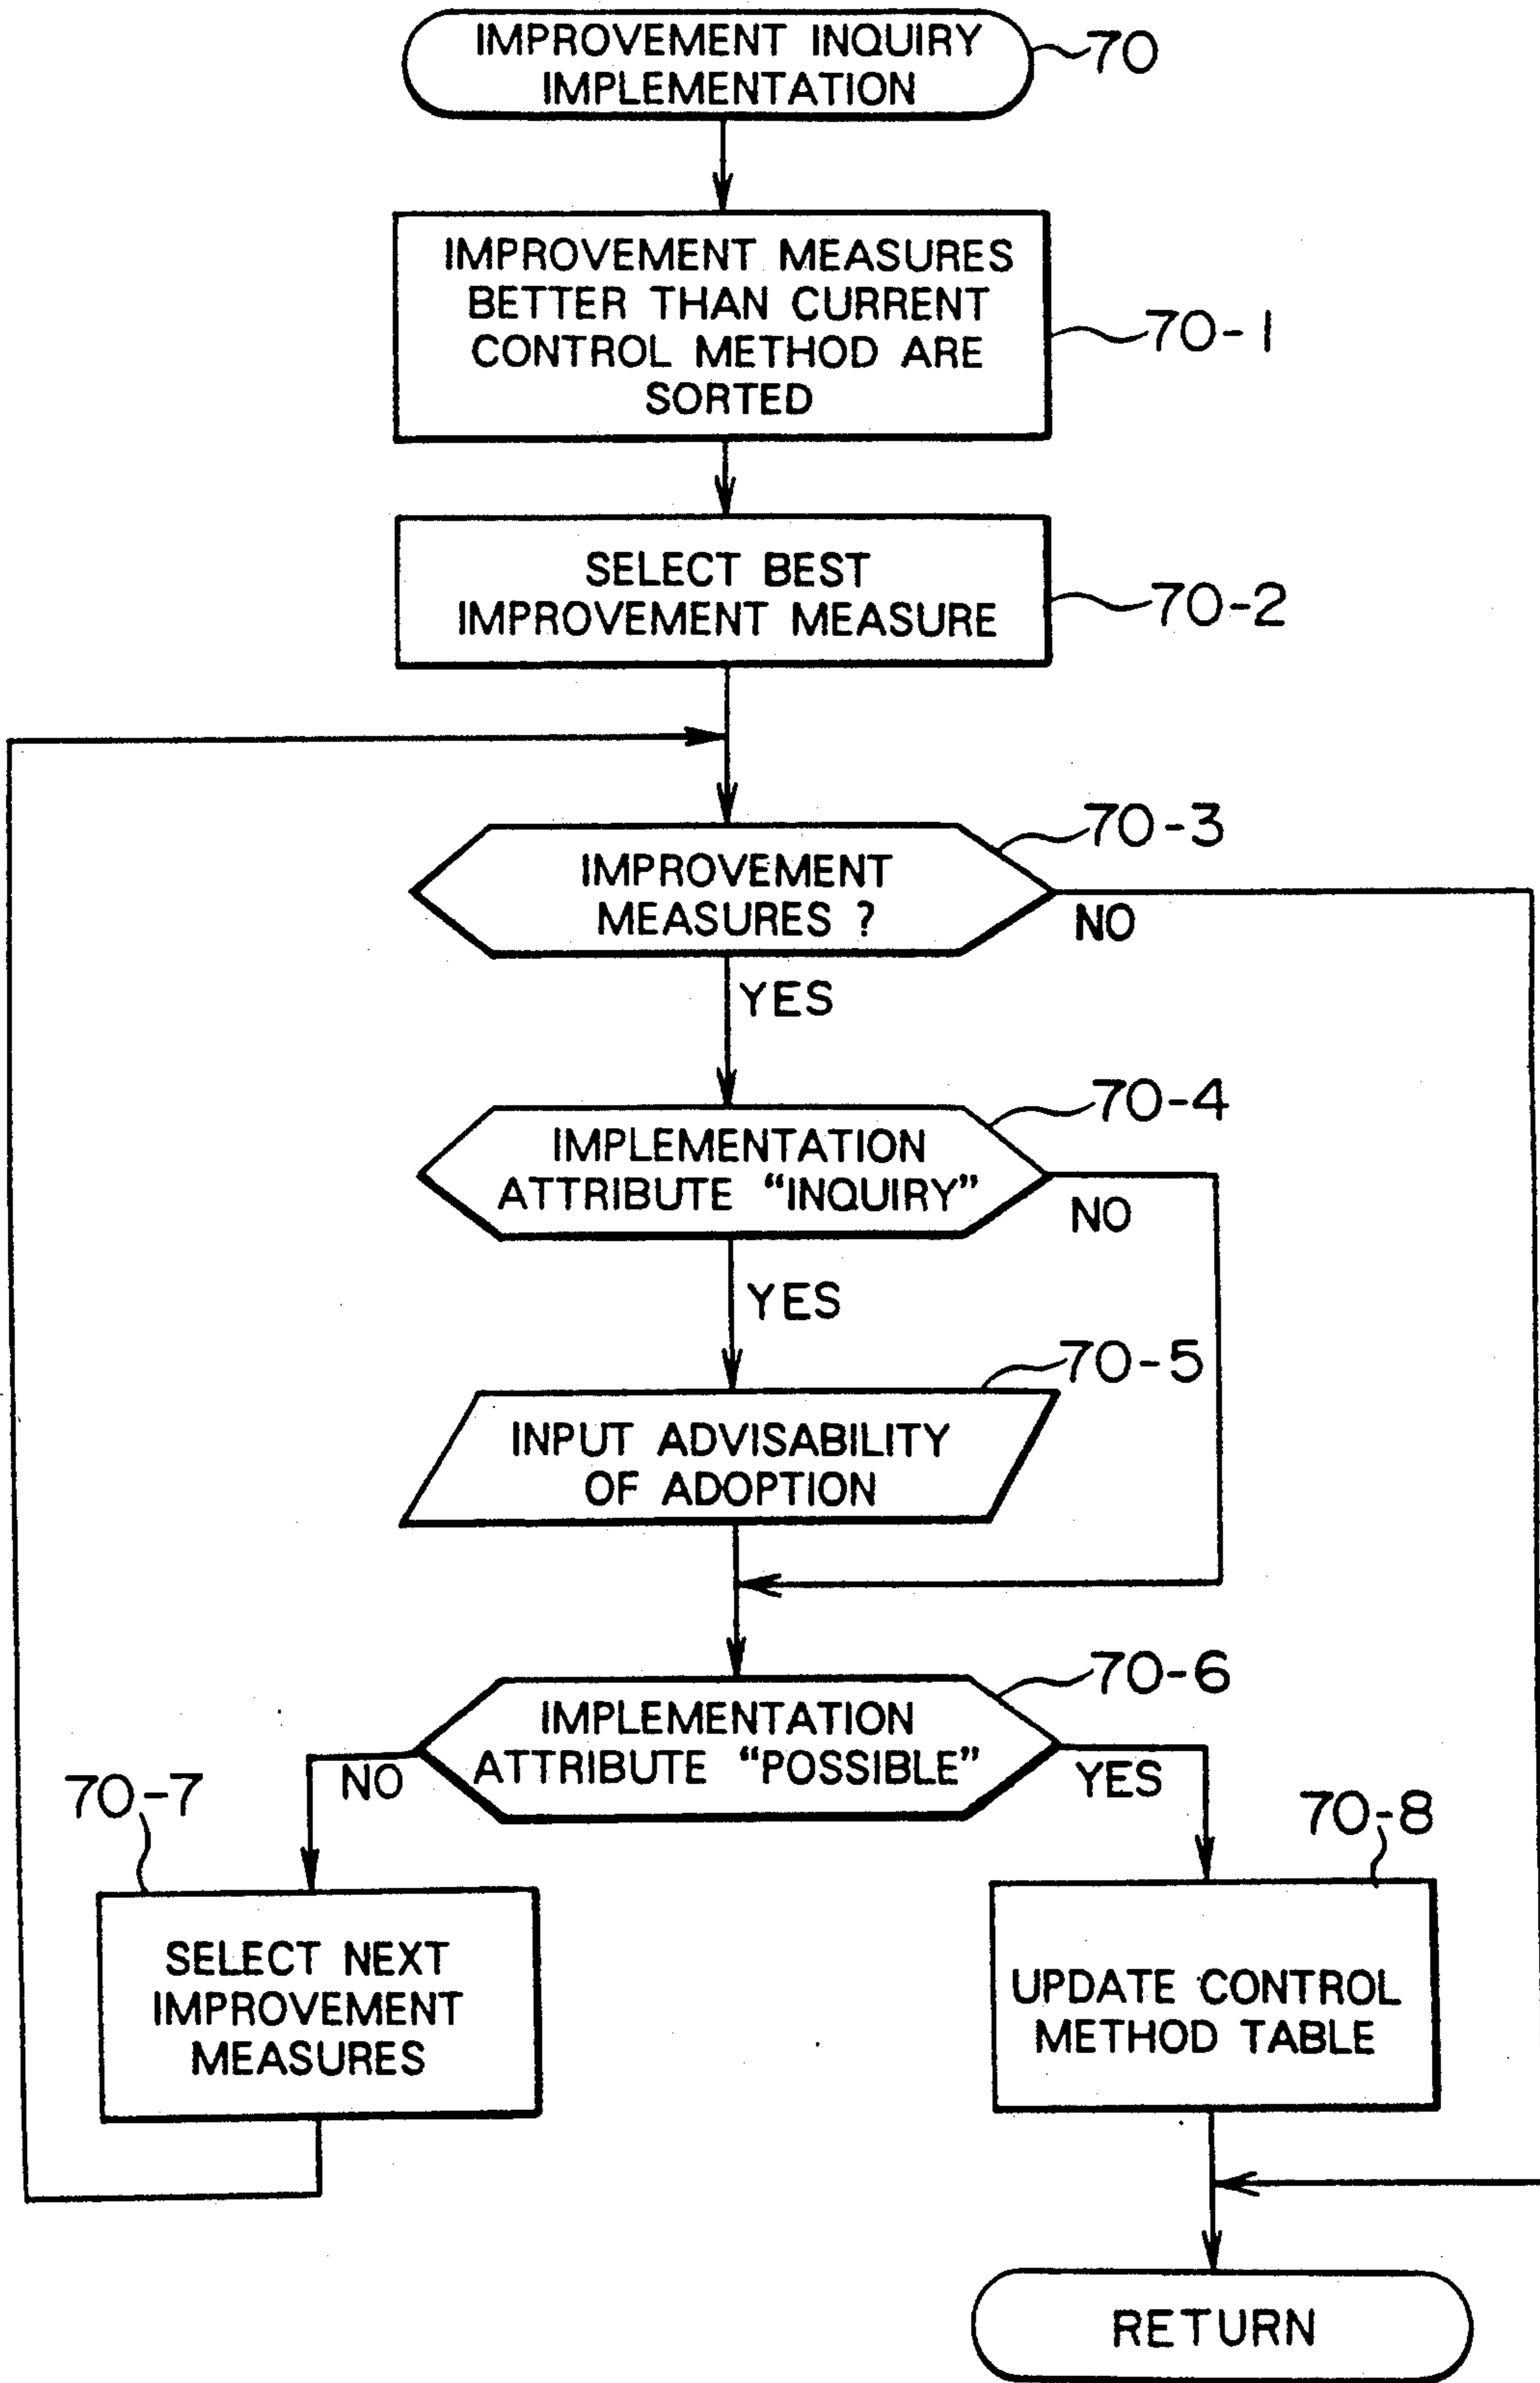 IMPROVEMENT INQUIRY
IMPLEMENTATION
70
IMPROVEMENT MEASURES
BETTER THAN CURRENT
CONTROL METHOD ARE
SORTED
70-1
SELECT BEST
IMPROVEMENT MEASURE
70-2
70-3
IMPROVEMENT
MEASURES ?
NO
YES
70-4
IMPLEMENTATION
ATTRIBUTE “INQUIRY”
NO
YES
70-5
INPUT ADVISABILITY
OF ADOPTION
70-6
IMPLEMENTATION
ATTRIBUTE “POSSIBLE”
NO
YES
70-7
70-8
SELECT NEXT
IMPROVEMENT
MEASURES
UPDATE CONTROL
METHOD TABLE
RETURN